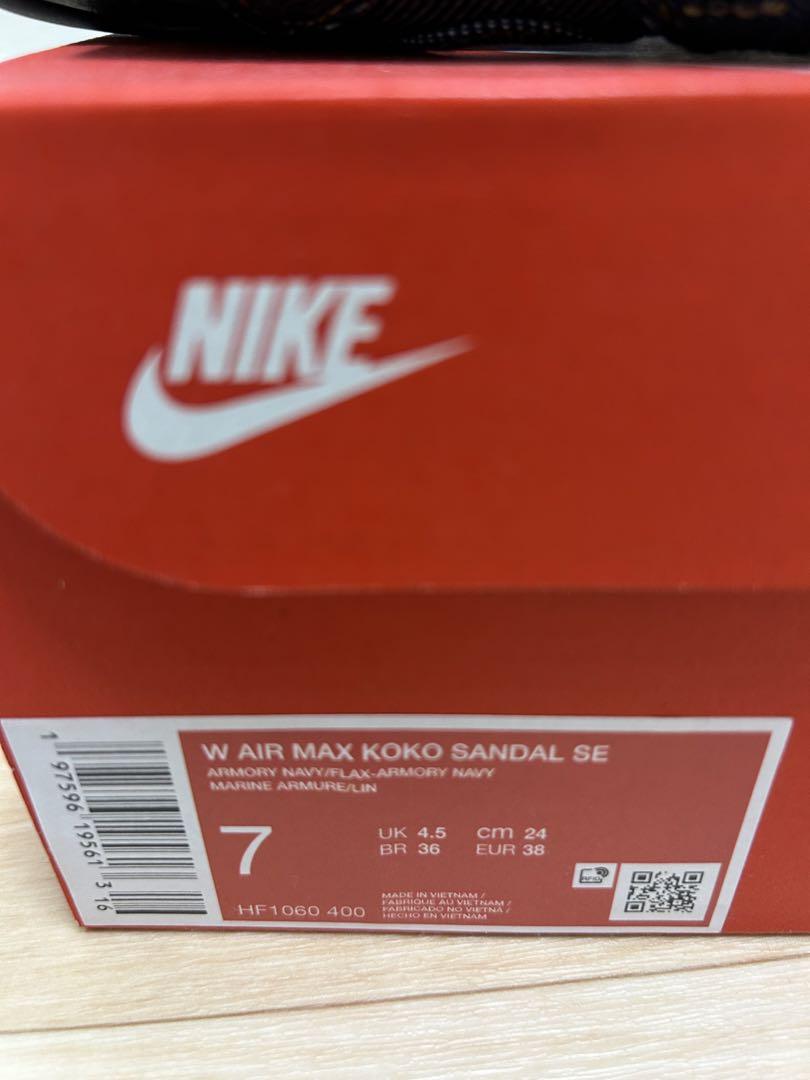 NIKE
W AIR MAX KOKO SANDAL SE
ARMORY NAVY/FLAX-ARMORY NAVY
MARINE ARMURE/LIN
7
UK 4.5 cm 24
BR 36 EUR 38
HF1060 400
MADE IN VIETNAM /
FABRIQUE AU VIETNAM /
FABRICADO NO VIETNÃ /
HECHO EN VIETNAM
RFID
1 97596 19561 3 16